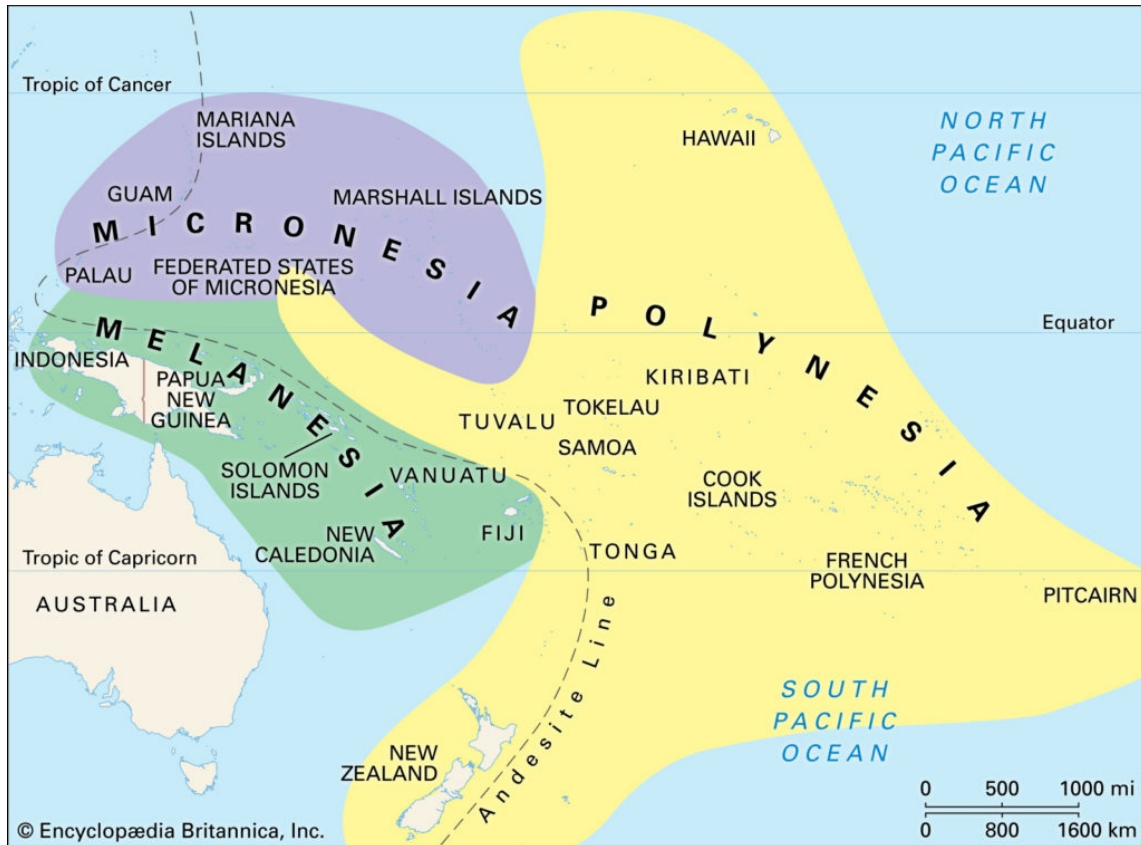 Tropic of Cancer
MARIANA
ISLANDS
HAWAII
NORTH
PACIFIC
OCEAN
GUAM
MARSHALL ISLANDS
MICRONESIA
PALAU
FEDERATED STATES
OF MICRONESIA
POLYNESIA
Equator
MELANESIA
INDONESIA
PAPUA
NEW
GUINEA
KIRIBATI
TOKELAU
TUVALU
SAMOA
SOLOMON
ISLANDS
VANUATU
COOK
ISLANDS
FIJI
NEW
CALEDONIA
TONGA
Tropic of Capricorn
FRENCH
POLYNESIA
PITCAIRN
AUSTRALIA
Andesite Line
SOUTH
PACIFIC
OCEAN
NEW
ZEALAND
0 500 1000 mi
0 800 1600 km
© Encyclopædia Britannica, Inc.